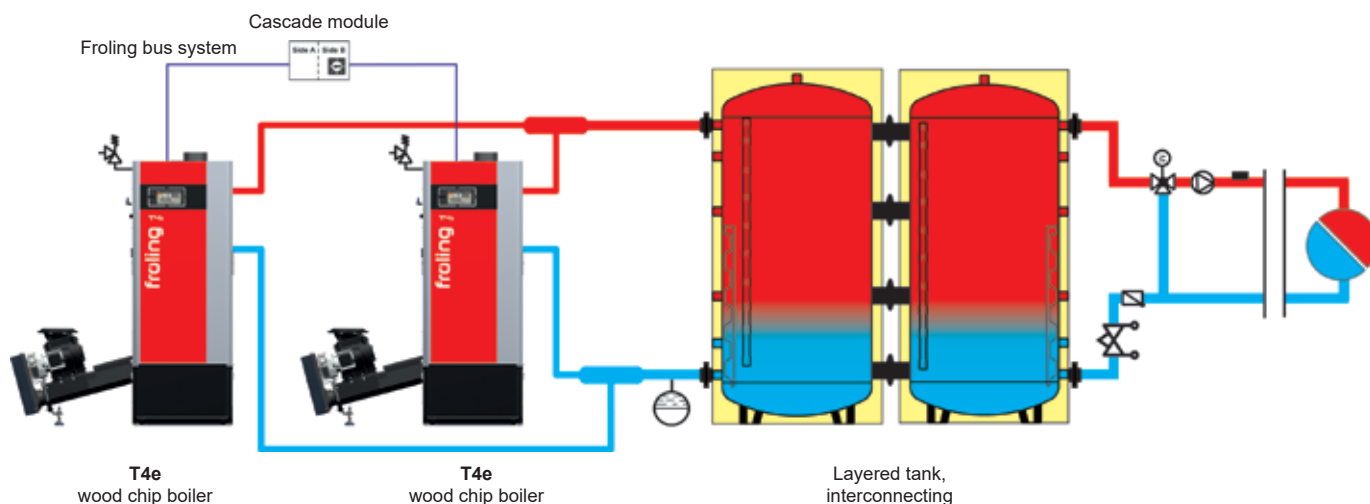 Cascade module
Froling bus system
Side A
Side B
froling
froling
T4e
wood chip boiler
T4e
wood chip boiler
Layered tank,
interconnecting